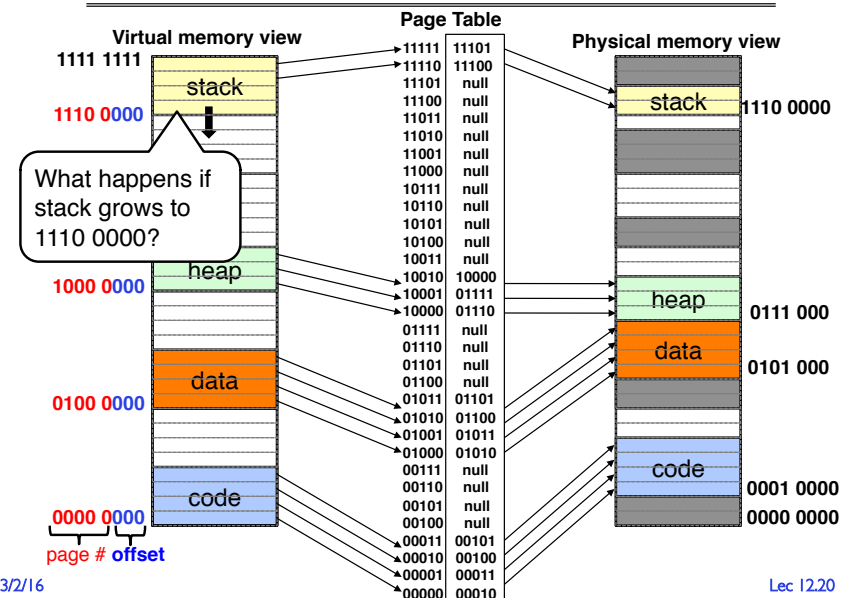 Page Table
Virtual memory view
Physical memory view
1111 1111
stack
1110 0000
What happens if
stack grows to
1110 0000?
heap
1000 0000
data
0100 0000
code
0000 0000
page # offset
11111 11101
11110 11100
11101 null
11100 null
11011 null
11010 null
11001 null
11000 null
10111 null
10110 null
10101 null
10100 null
10011 null
10010 10000
10001 01111
10000 01110
01111 null
01110 null
01101 null
01100 null
01011 01101
01010 01100
01001 01011
01000 01010
00111 null
00110 null
00101 null
00100 null
00011 00101
00010 00100
00001 00011
00000 00010
stack
1110 0000
heap
0111 000
data
0101 000
code
0001 0000
0000 0000
3/2/16
Lec 12.20